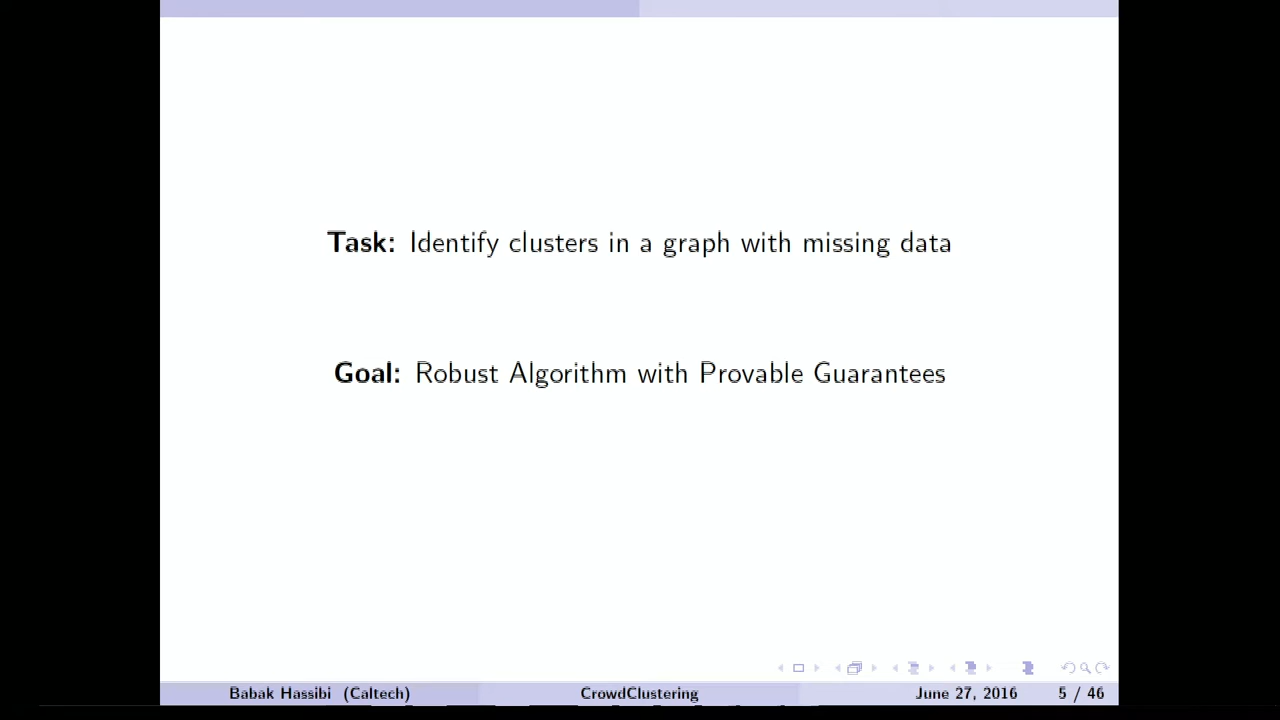 Task: Identify clusters in a graph with missing data
Goal: Robust Algorithm with Provable Guarantees
Babak Hassibi (Caltech) CrowdClustering June 27, 2016 5 / 46